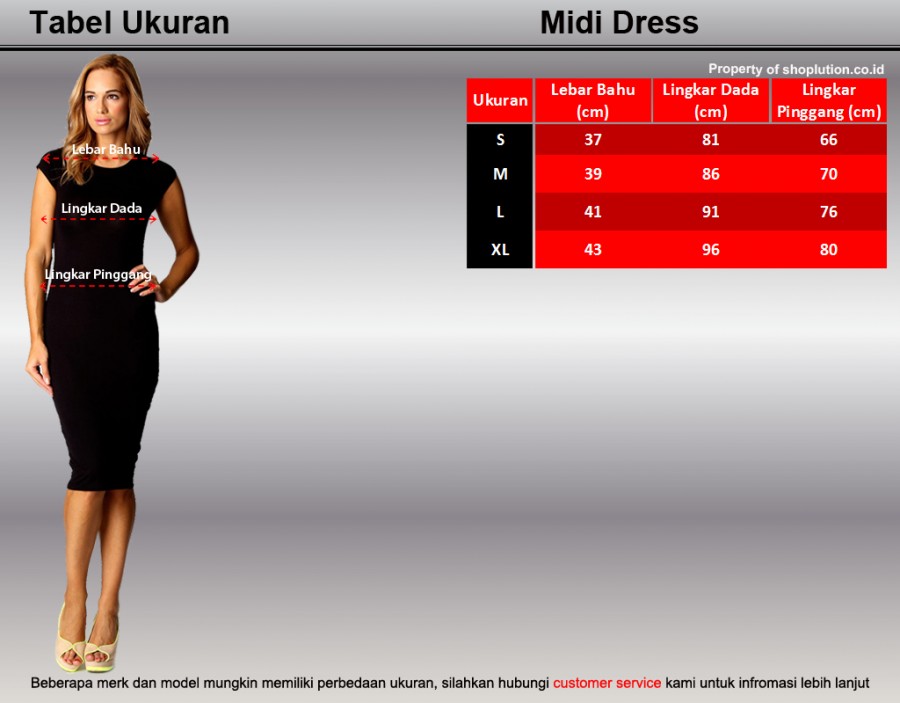 Tabel Ukuran
Midi Dress
Property of shoplution.co.id
Ukuran Lebar Bahu (cm) Lingkar Dada (cm) Lingkar Pinggang (cm)
S 37 81 66
M 39 86 70
L 41 91 76
XL 43 96 80
Lebar Bahu
Lingkar Dada
Lingkar Pinggang
Beberapa merk dan model mungkin memiliki perbedaan ukuran, silahkan hubungi customer service kami untuk infromasi lebih lanjut